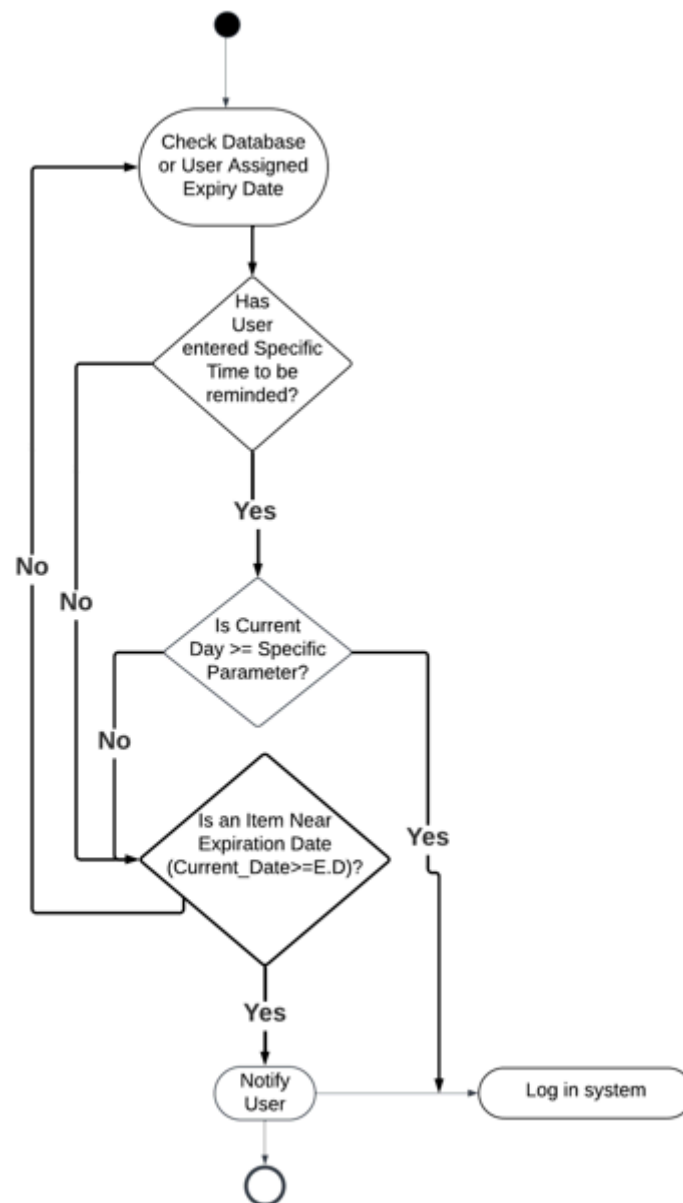 Check Database
or User Assigned
Expiry Date
Has
User
entered Specific
Time to be
reminded?
Yes
No
No
Is Current
Day >= Specific
Parameter?
No
Yes
Is an Item Near
Expiration Date
(Current_Date>=E.D)?
Yes
Notify
User
Log in system